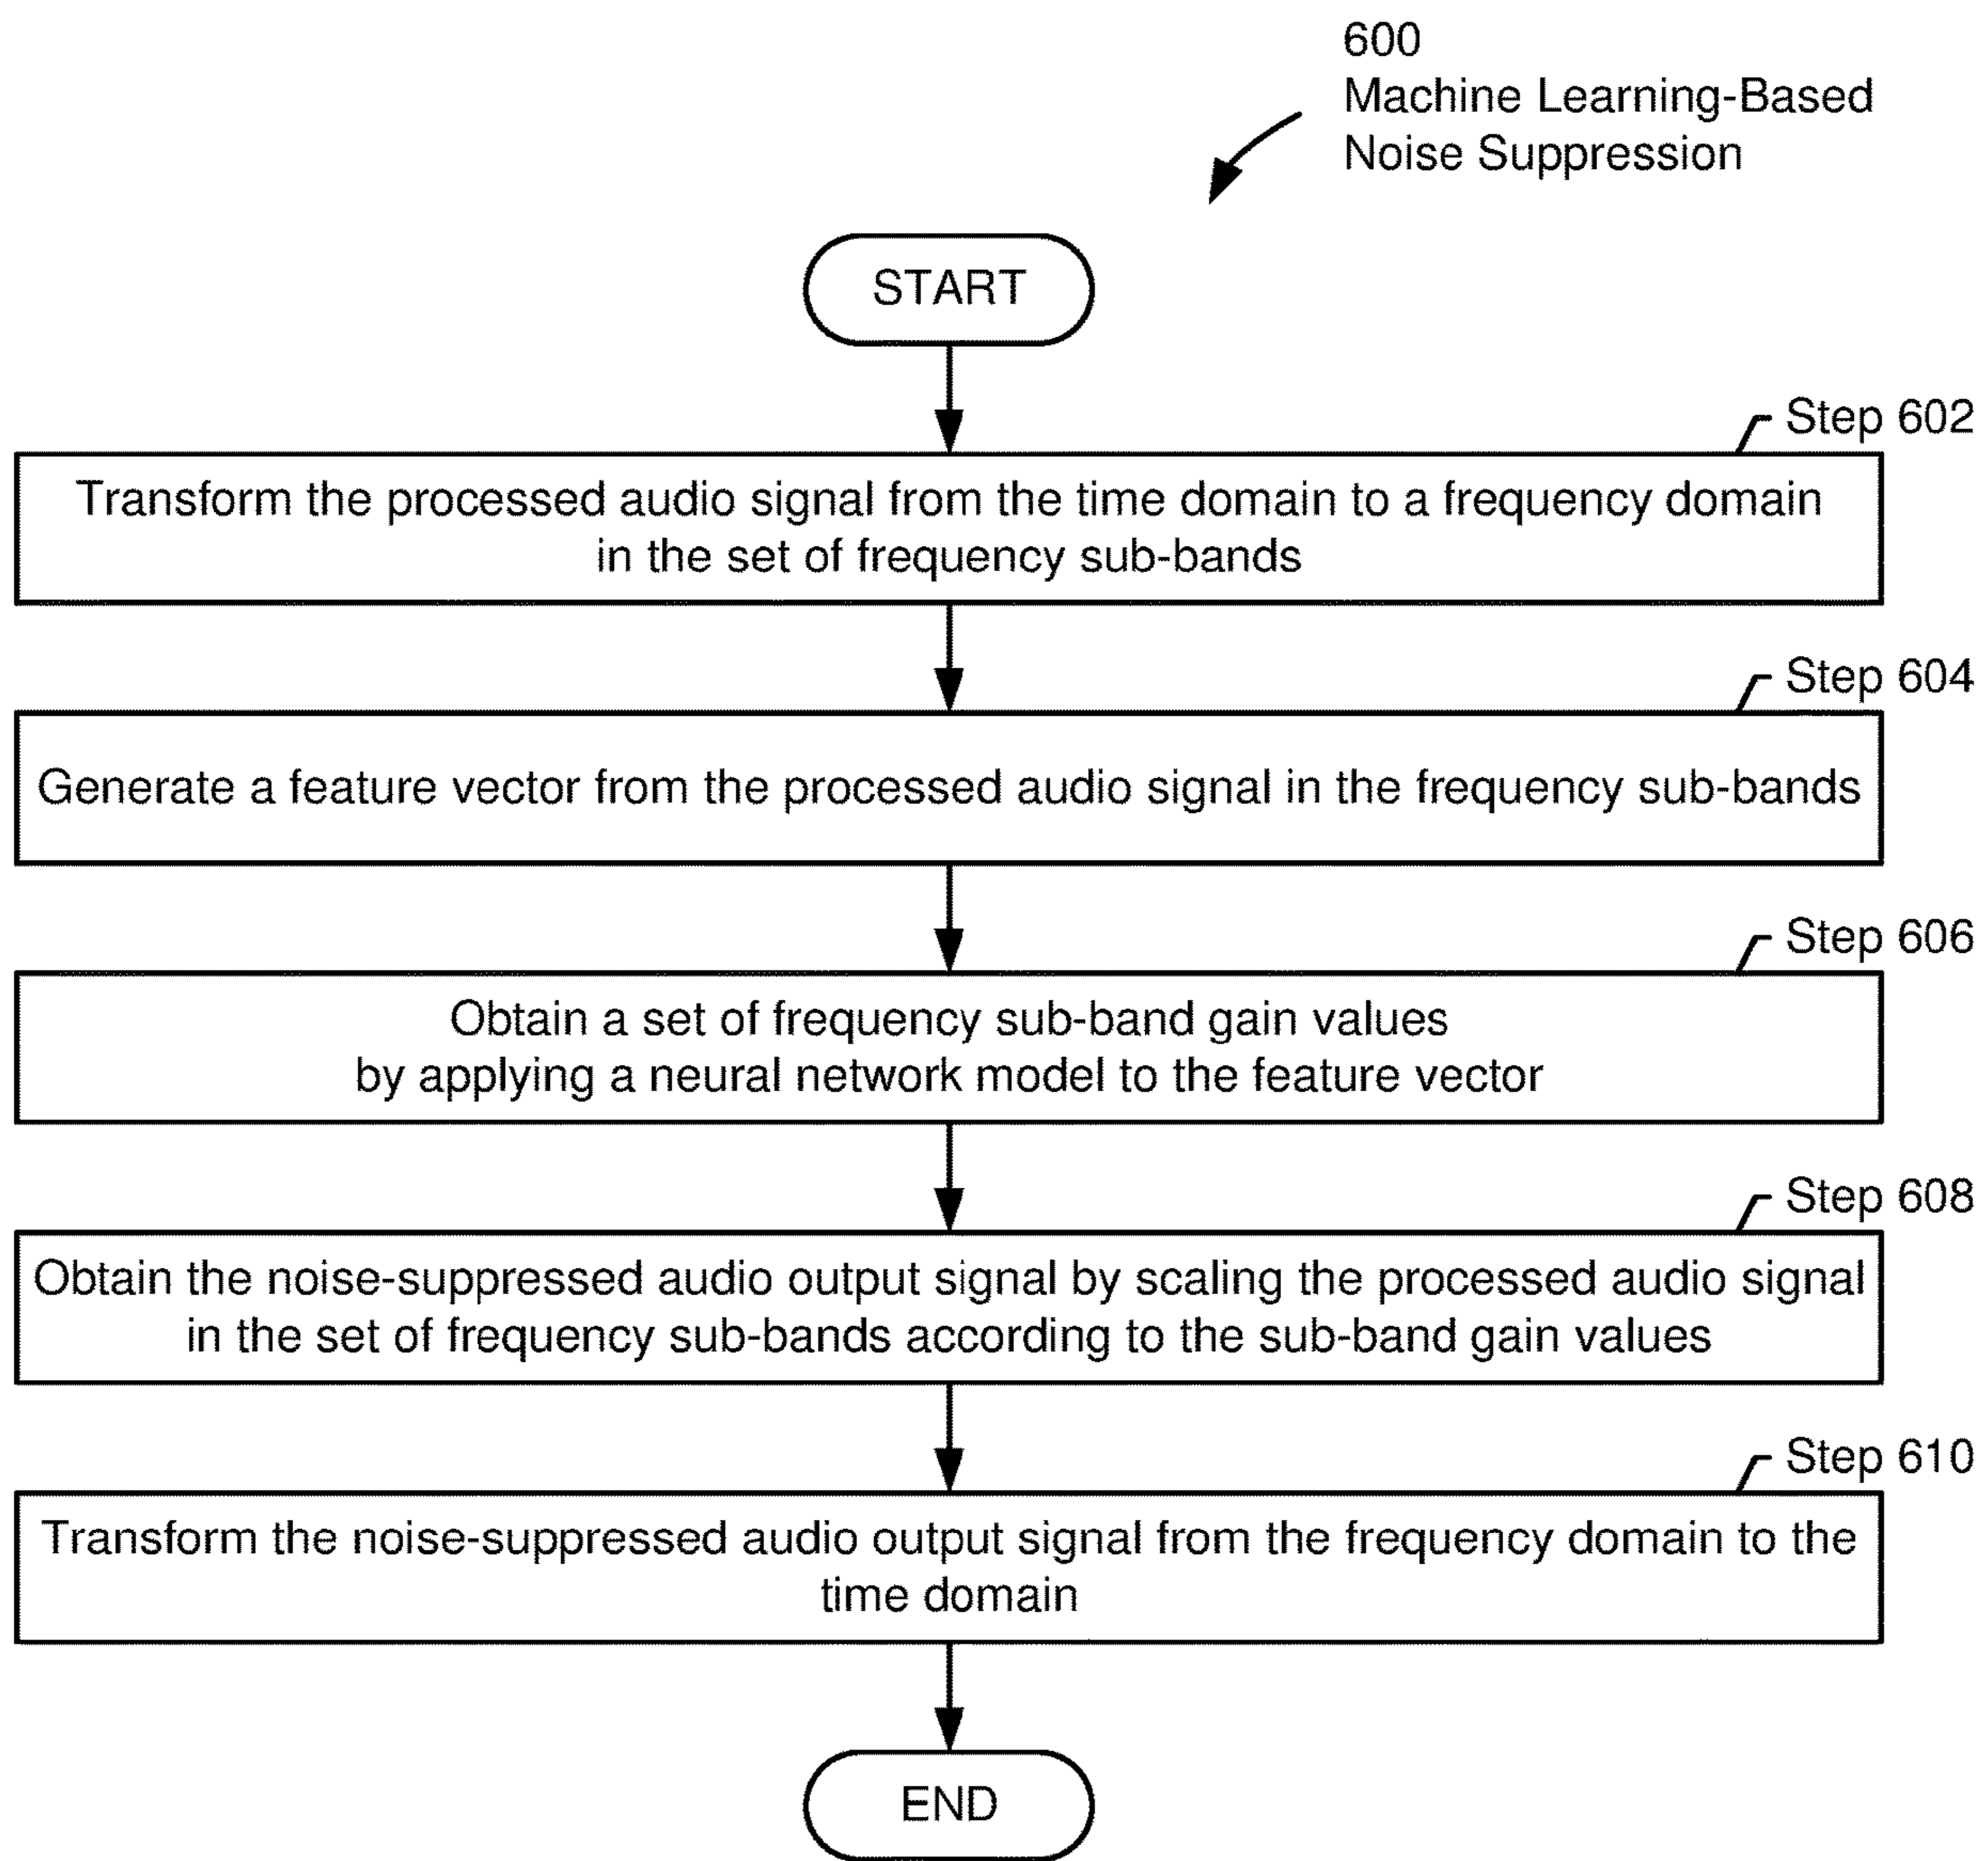 600
Machine Learning-Based
Noise Suppression
START
Step 602
Transform the processed audio signal from the time domain to a frequency domain
in the set of frequency sub-bands
Step 604
Generate a feature vector from the processed audio signal in the frequency sub-bands
Step 606
Obtain a set of frequency sub-band gain values
by applying a neural network model to the feature vector
Step 608
Obtain the noise-suppressed audio output signal by scaling the processed audio signal
in the set of frequency sub-bands according to the sub-band gain values
Step 610
Transform the noise-suppressed audio output signal from the frequency domain to the
time domain
END